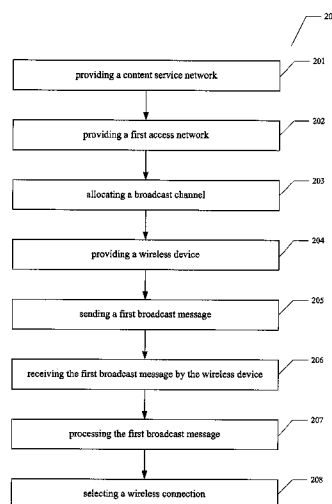 20
201
providing a content service network
202
providing a first access network
203
allocating a broadcast channel
204
providing a wireless device
205
sending a first broadcast message
206
receiving the first broadcast message by the wireless device
207
processing the first broadcast message
208
selecting a wireless connection